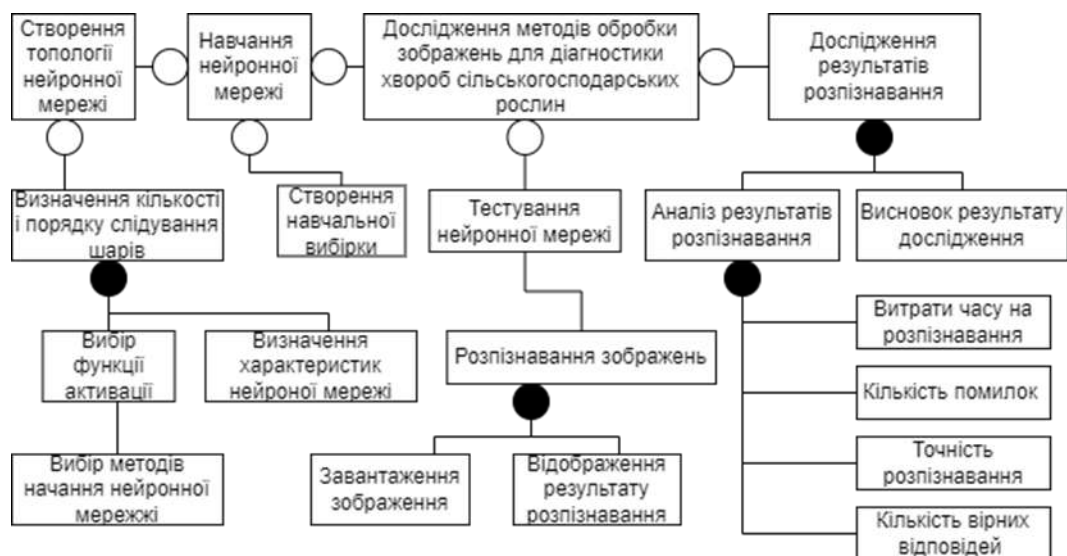 Створення
топології
нейронної
мережі
Навчання
нейронної
мережі
Дослідження методів обробки
зображень для діагностики
хвороб сільськогосподарських
рослин
Дослідження
результатів
розпізнавання
Визначення кількості
і порядку слідування
шарів
Створення
навчальної
вибірки
Тестування
нейронної мережі
Аналіз результатів
розпізнавання
Висновок результату
дослідження
Вибір
функції
активації
Визначення
характеристик
нейроної мережі
Розпізнавання зображень
Витрати часу на
розпізнавання
Кількість помилок
Вибір методів
начання нейронної
мережжі
Завантаження
зображення
Відображення
результату
розпізнавання
Точність
розпізнавання
Кількість вірних
відповідей